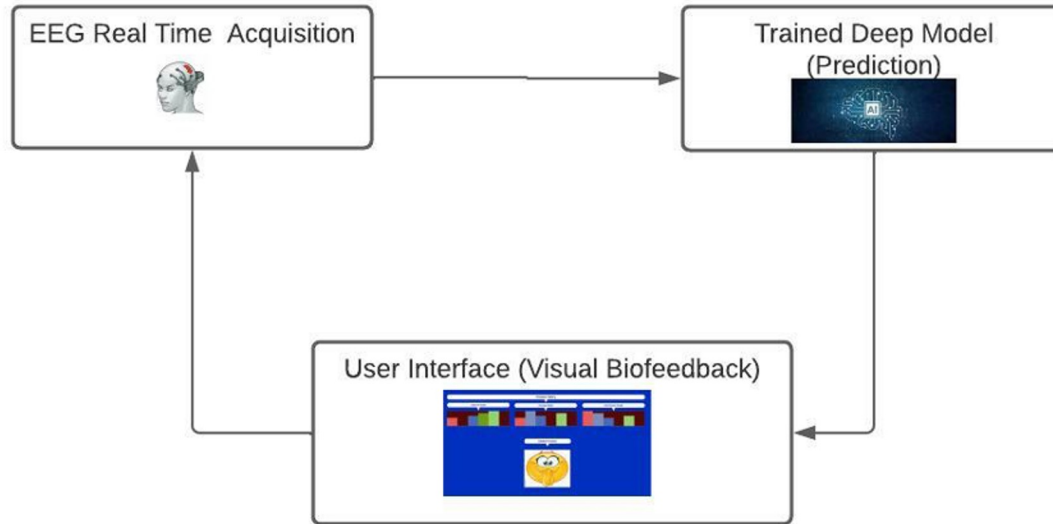 EEG Real Time Acquisition
Trained Deep Model
(Prediction)
AI
User Interface (Visual Biofeedback)